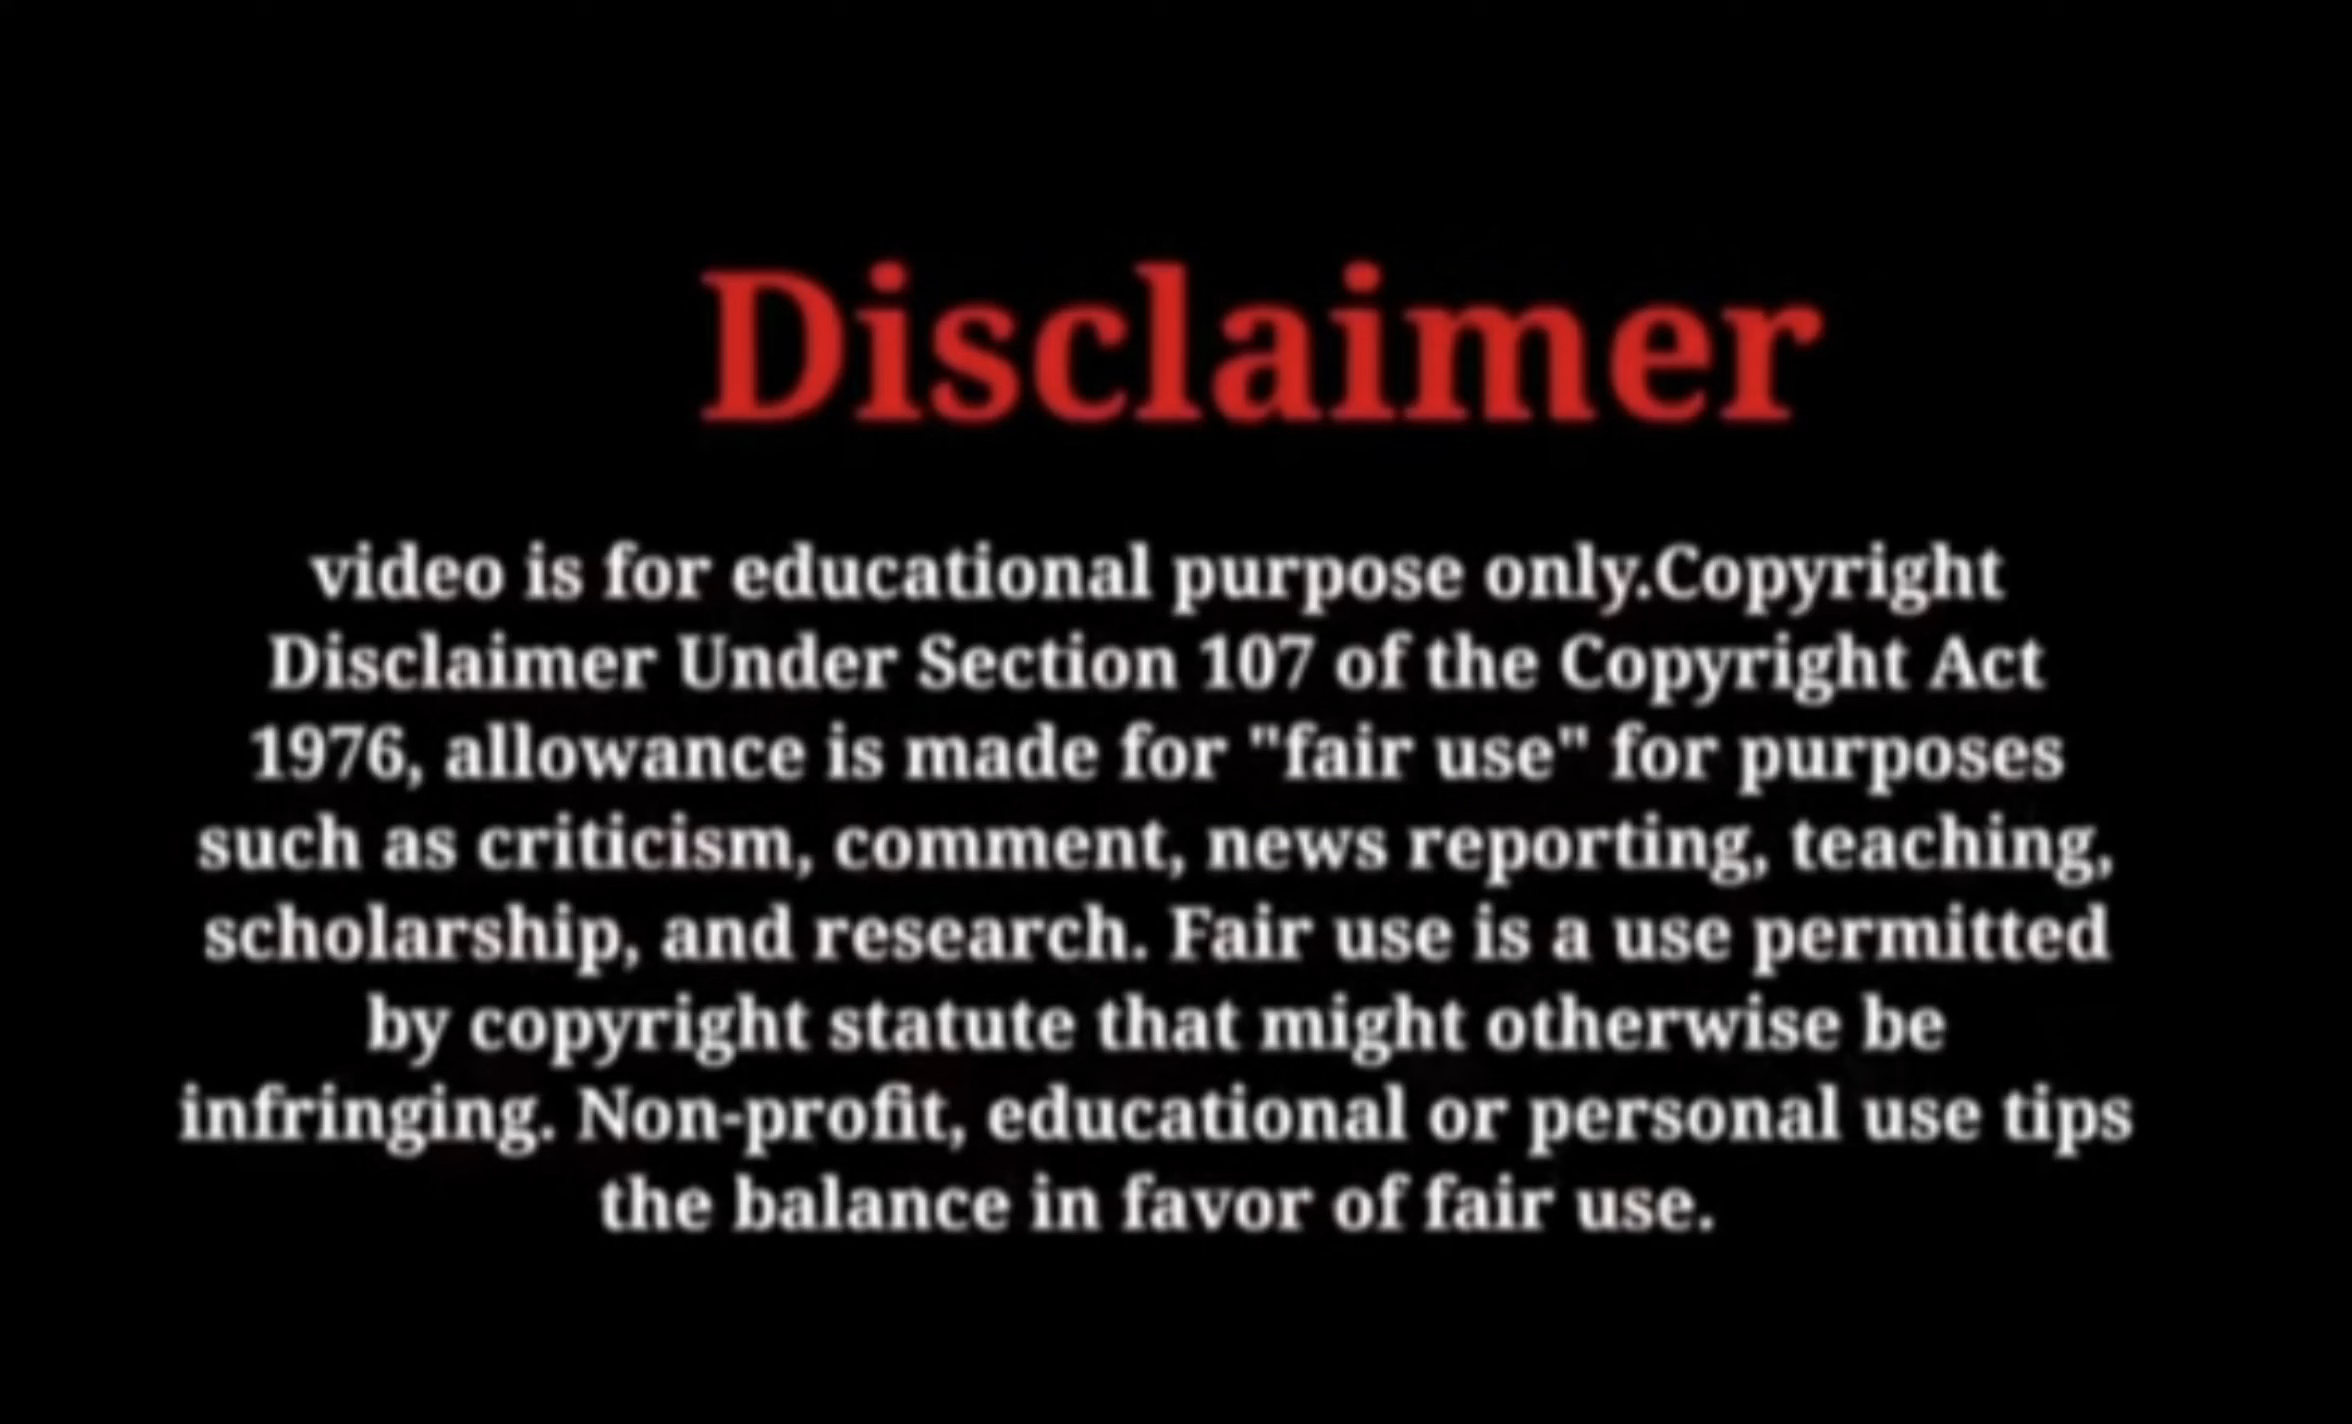 Disclaimer
video is for educational purpose only.Copyright
Disclaimer Under Section 107 of the Copyright Act
1976, allowance is made for "fair use" for purposes
such as criticism, comment, news reporting, teaching,
scholarship, and research. Fair use is a use permitted
by copyright statute that might otherwise be
infringing. Non-profit, educational or personal use tips
the balance in favor of fair use.